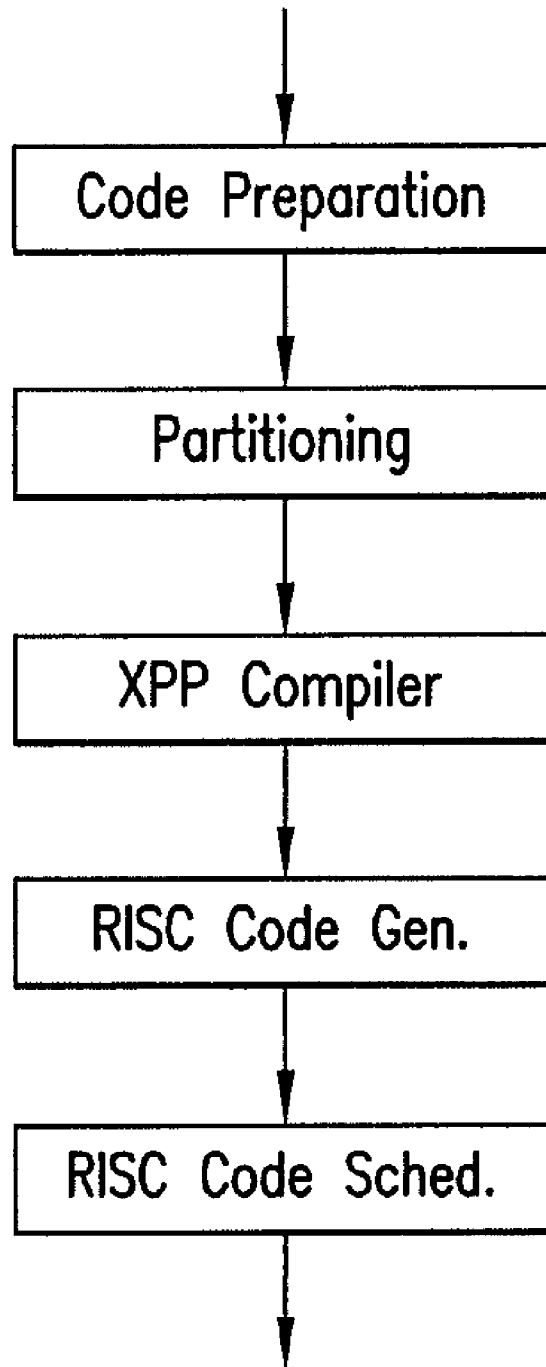 Code Preparation
Partitioning
XPP Compiler
RISC Code Gen.
RISC Code Sched.